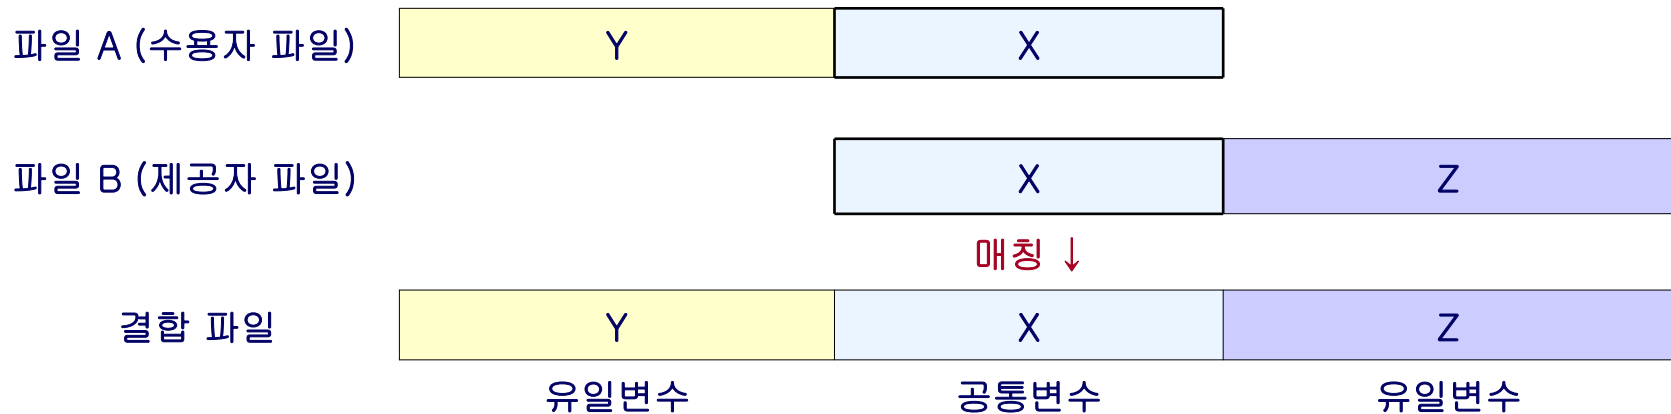 파일 A (수용자 파일) Y X
파일 B (제공자 파일) X Z
매칭 ↓
결합 파일 Y X Z
유일변수 공통변수 유일변수